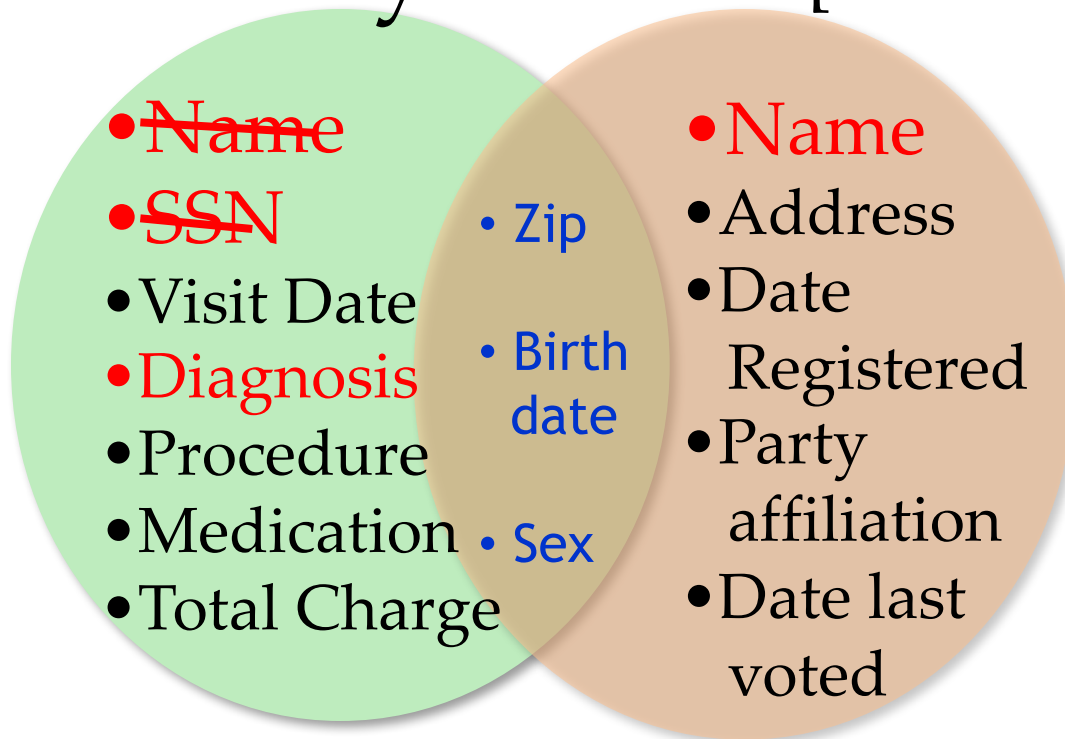 •Name
•SSN
•Visit Date
•Diagnosis
•Procedure
•Medication
•Total Charge
• Zip
• Birth
date
• Sex
•Name
•Address
•Date
Registered
•Party
affiliation
•Date last
voted